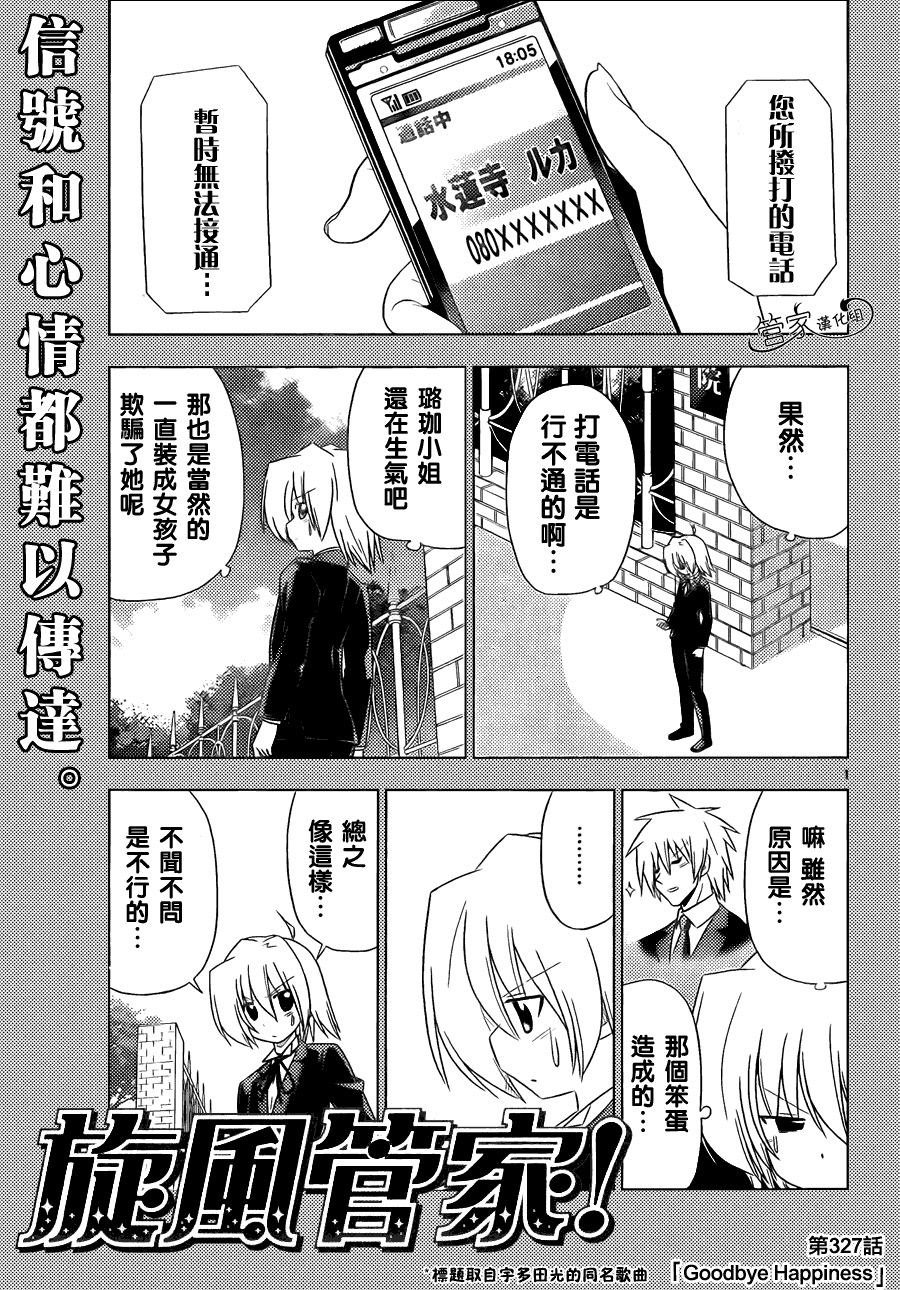 信號和心情都難以傳達。
您所撥打的電話
暫時無法接通…
18:05
通話中
水蓮寺 ルカ
080XXXXXXX
管家漢化組
果然…
打電話是
行不通的啊…
璐珈小姐
還在生氣吧
那也是當然的
一直裝成女孩子
欺騙了她呢
1
嘛 雖然
原因是…
那個笨蛋
造成的…
………
總之
像這樣…
不聞不問
是不行的…
旋風管家!
第327話
「Goodbye Happiness」
*標題取自宇多田光的同名歌曲